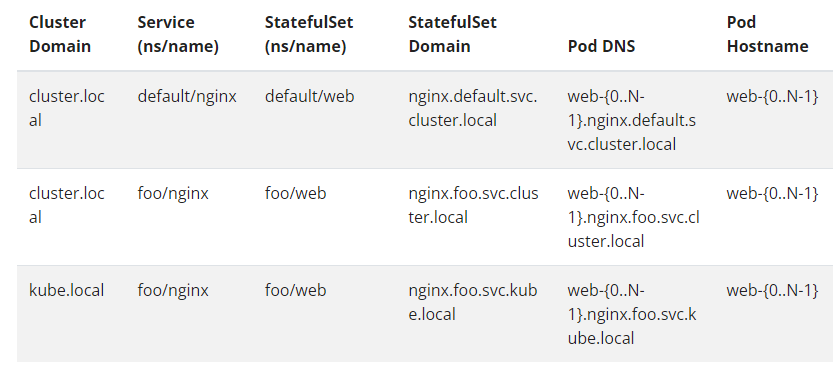 Cluster Domain Service (ns/name) StatefulSet (ns/name) StatefulSet Domain Pod DNS Pod Hostname
cluster.local default/nginx default/web nginx.default.svc.cluster.local web-{0..N-1}.nginx.default.svc.cluster.local web-{0..N-1}
cluster.local foo/nginx foo/web nginx.foo.svc.cluster.local web-{0..N-1}.nginx.foo.svc.cluster.local web-{0..N-1}
kube.local foo/nginx foo/web nginx.foo.svc.kube.local web-{0..N-1}.nginx.foo.svc.kube.local web-{0..N-1}